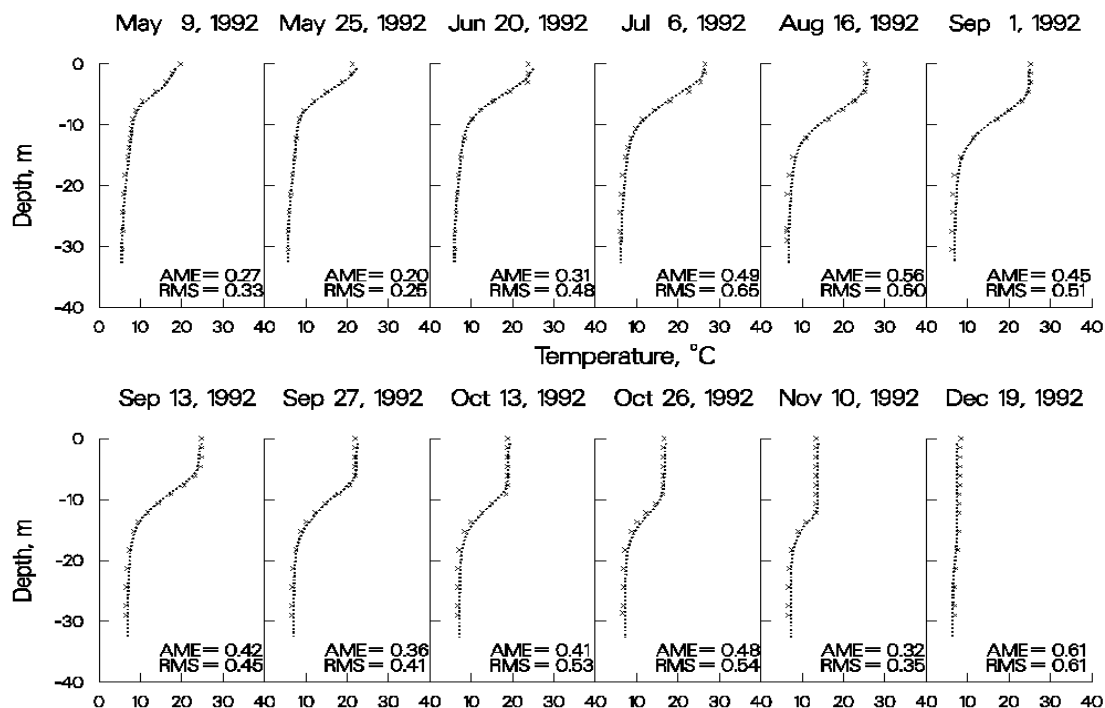 May 9, 1992 May 25, 1992 Jun 20, 1992 Jul 6, 1992 Aug 16, 1992 Sep 1, 1992
0
-10
-20
-30
-40
Depth, m
AME= 0.27 AME= 0.20 AME= 0.31 AME= 0.49 AME= 0.56 AME= 0.45
RMS= 0.33 RMS= 0.25 RMS= 0.48 RMS= 0.65 RMS= 0.60 RMS= 0.51
0 10 20 30 40 10 20 30 40 10 20 30 40 10 20 30 40 10 20 30 40 10 20 30 40
Temperature, °C
Sep 13, 1992 Sep 27, 1992 Oct 13, 1992 Oct 26, 1992 Nov 10, 1992 Dec 19, 1992
0
-10
-20
-30
-40
Depth, m
AME= 0.42 AME= 0.36 AME= 0.41 AME= 0.48 AME= 0.32 AME= 0.61
RMS= 0.45 RMS= 0.41 RMS= 0.53 RMS= 0.54 RMS= 0.35 RMS= 0.61
0 10 20 30 40 10 20 30 40 10 20 30 40 10 20 30 40 10 20 30 40 10 20 30 40